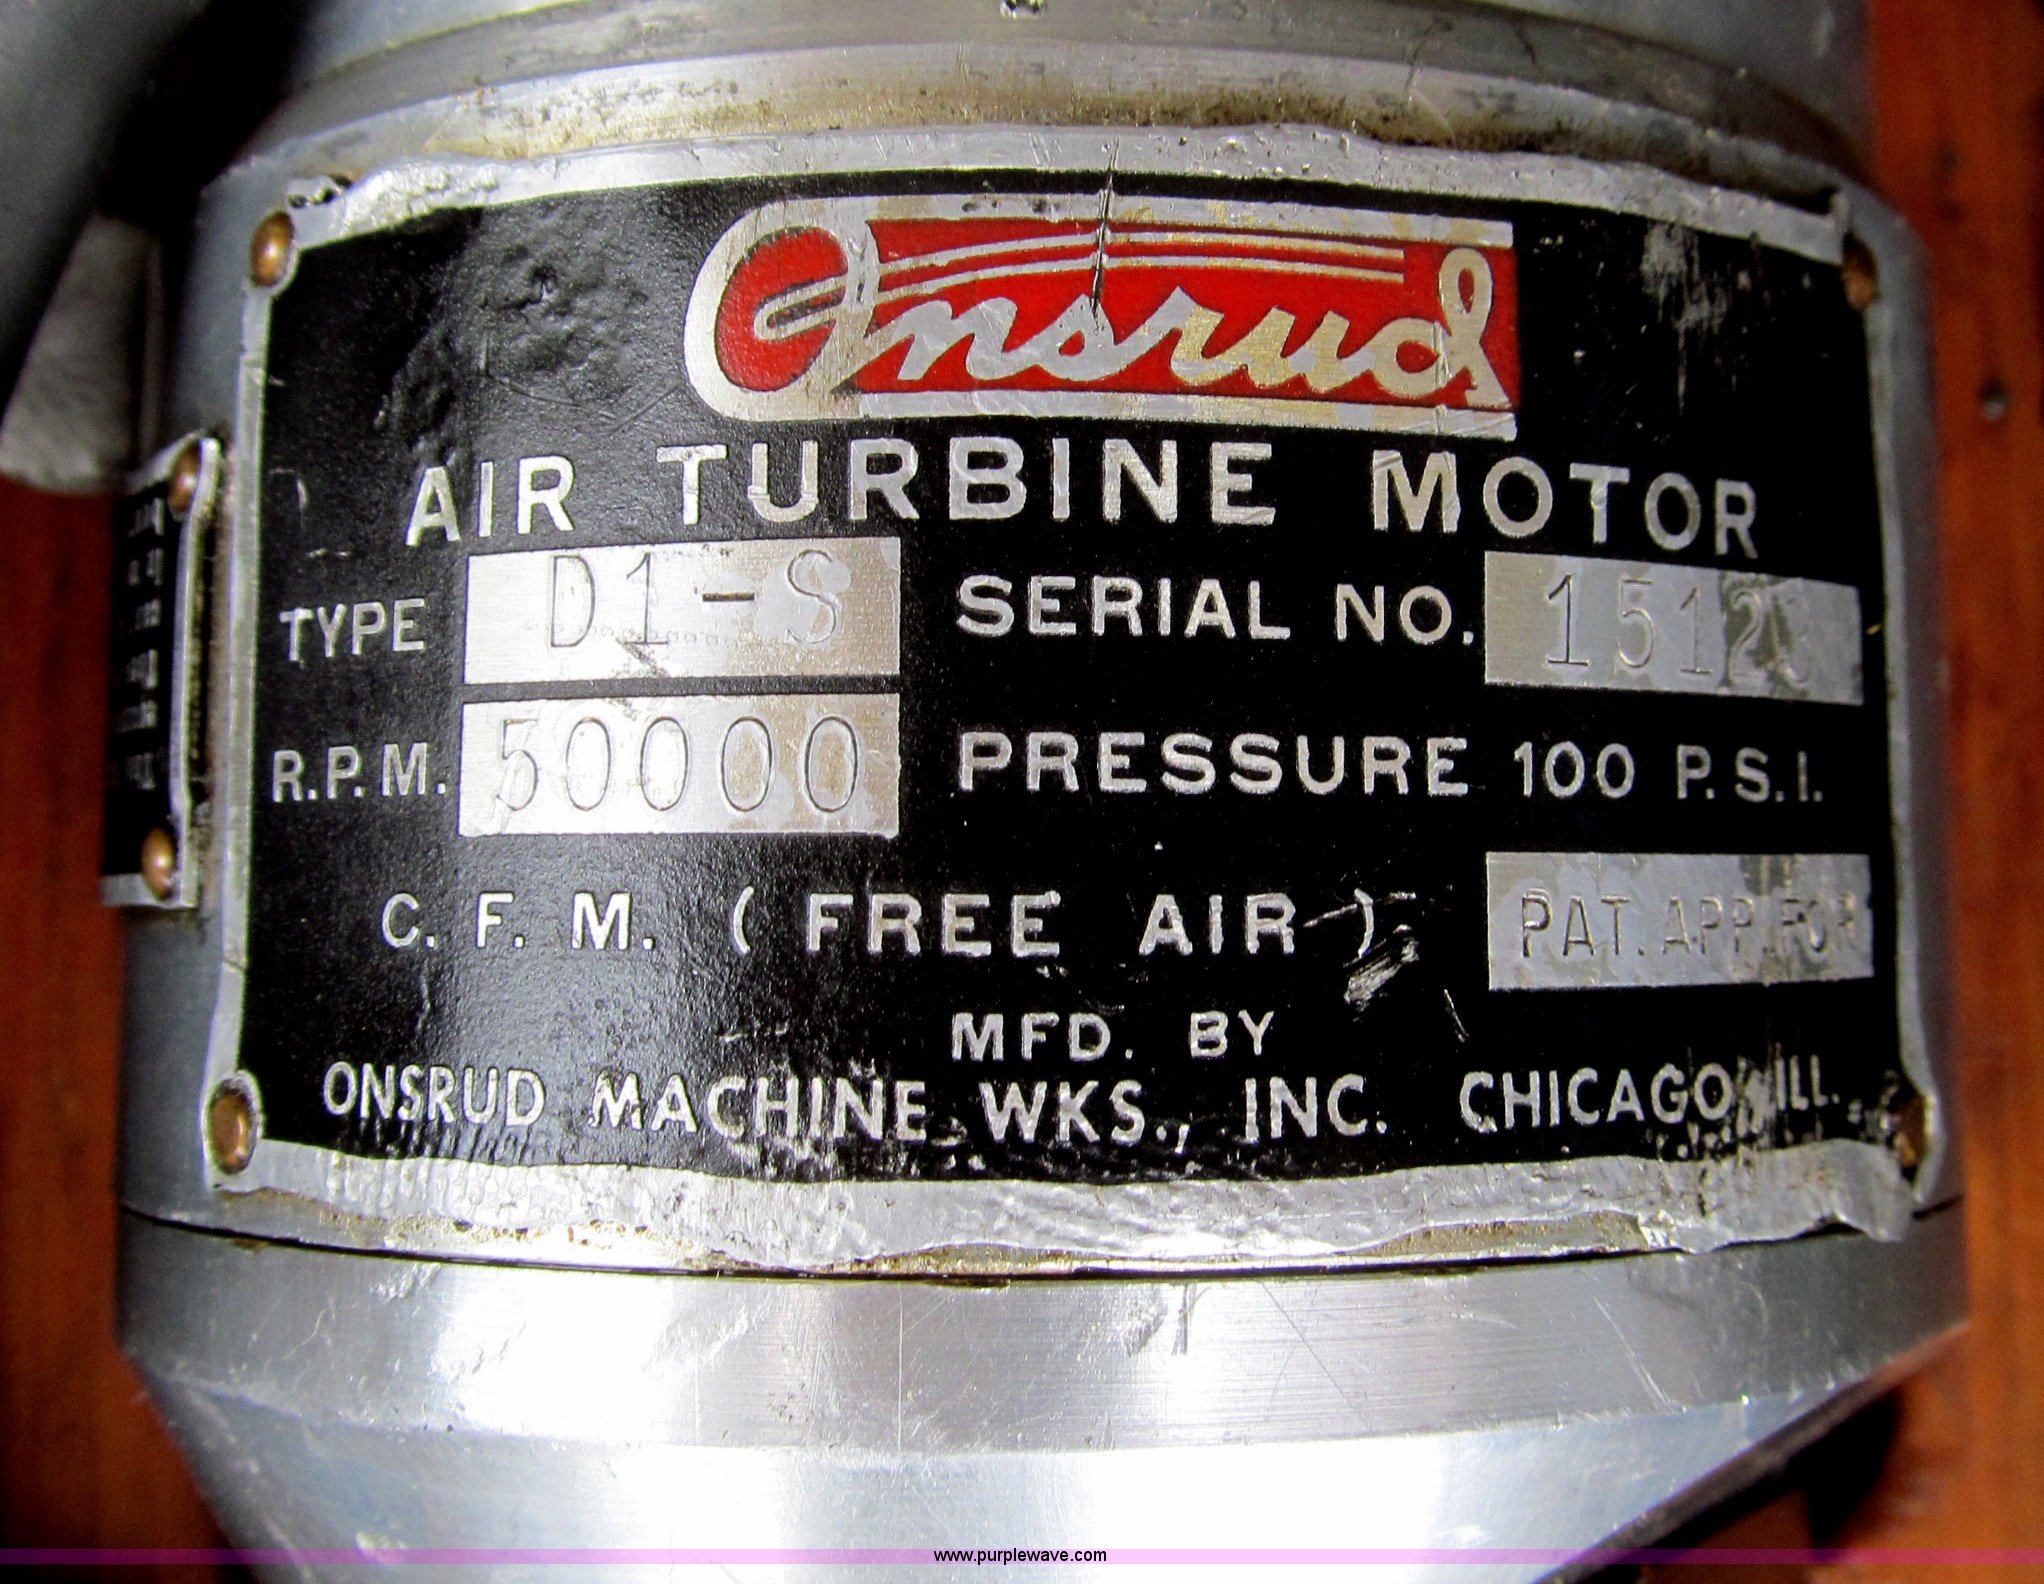 Onsrud
AIR TURBINE MOTOR
TYPE D1-S SERIAL NO.
R.P.M. 50000 PRESSURE 100 P.S.I.
C. F. M. ( FREE AIR ) PAT. APP. FOR
MFD. BY
ONSRUD MACHINE WKS., INC. CHICAGO, ILL.
www.purplewave.com